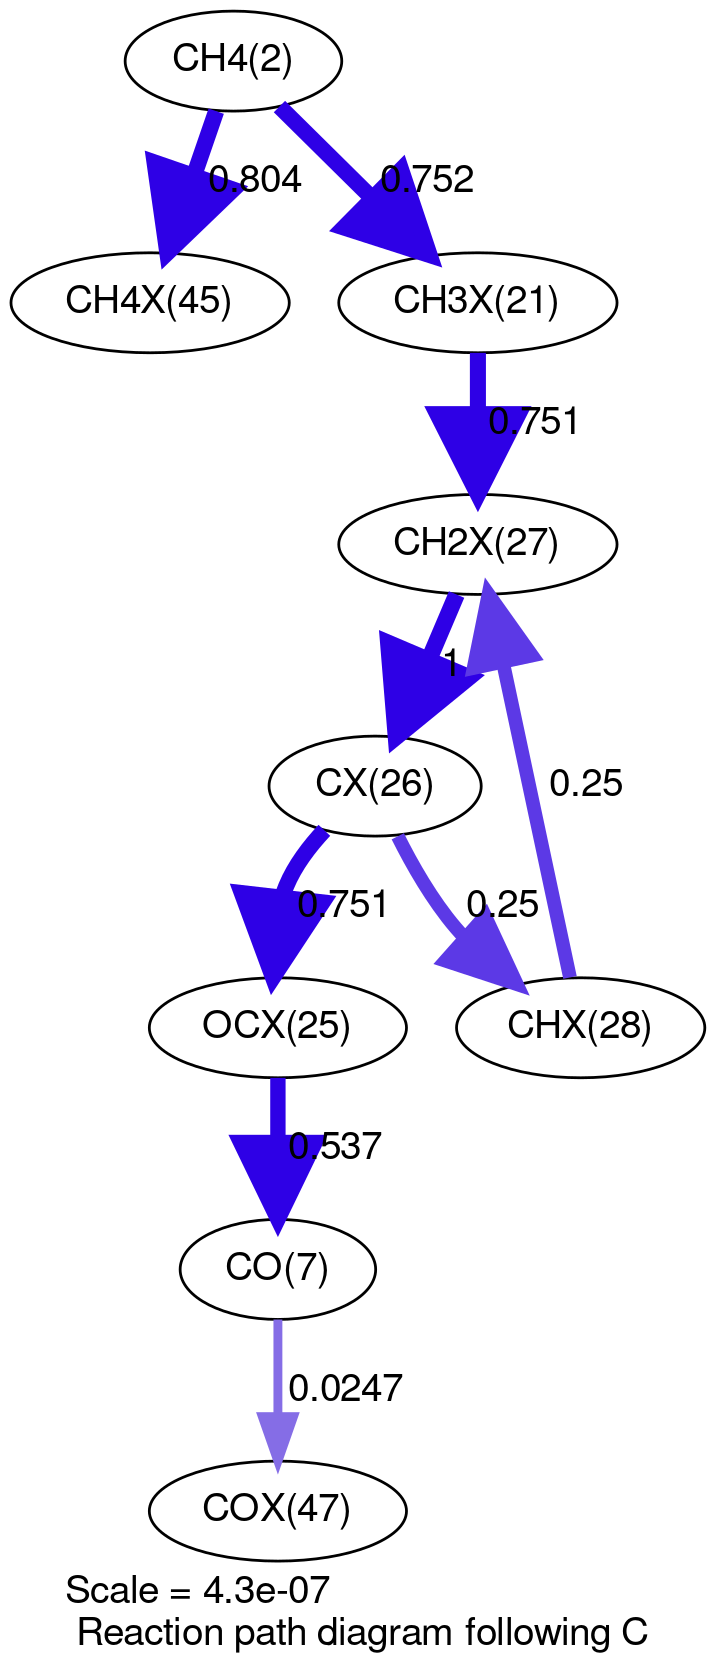 CH4(2)
0.804
0.752
CH4X(45)
CH3X(21)
0.751
CH2X(27)
1
0.25
CX(26)
0.751
0.25
OCX(25)
CHX(28)
0.537
CO(7)
0.0247
COX(47)
Scale = 4.3e-07
Reaction path diagram following C